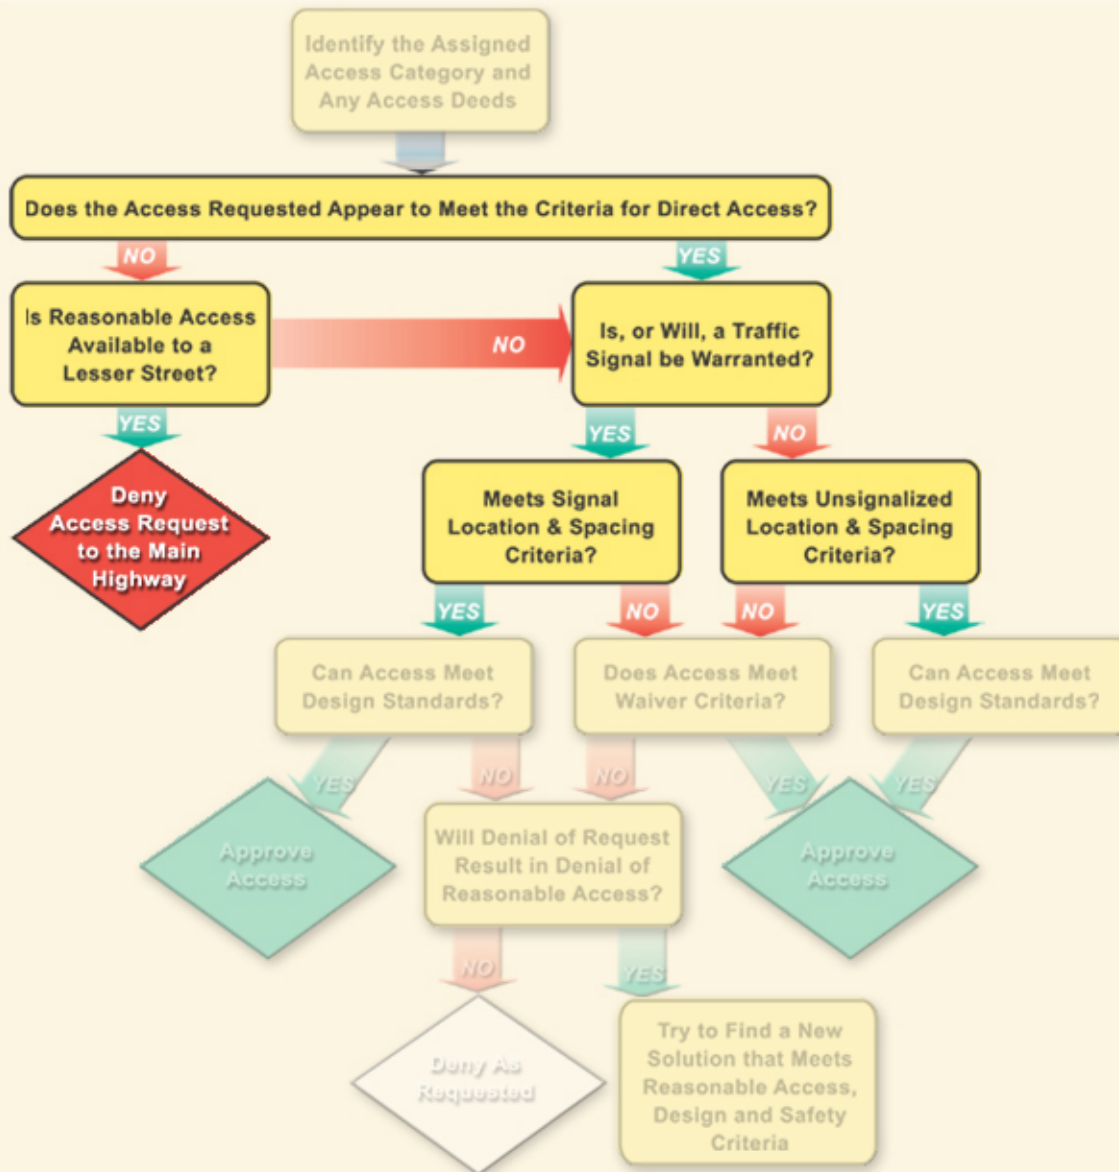 Identify the Assigned
Access Category and
Any Access Deeds
Does the Access Requested Appear to Meet the Criteria for Direct Access?
NO
YES
Is Reasonable Access
Available to a
Lesser Street?
NO
Is, or Will, a Traffic
Signal be Warranted?
YES
YES
NO
Deny
Access Request
to the Main
Highway
Meets Signal
Location & Spacing
Criteria?
Meets Unsignalized
Location & Spacing
Criteria?
YES
NO
NO
YES
Can Access Meet
Design Standards?
Does Access Meet
Waiver Criteria?
Can Access Meet
Design Standards?
YES
NO
NO
YES
YES
Approve
Access
Will Denial of Request
Result in Denial of
Reasonable Access?
Approve
Access
NO
YES
Deny As
Requested
Try to Find a New
Solution that Meets
Reasonable Access,
Design and Safety
Criteria